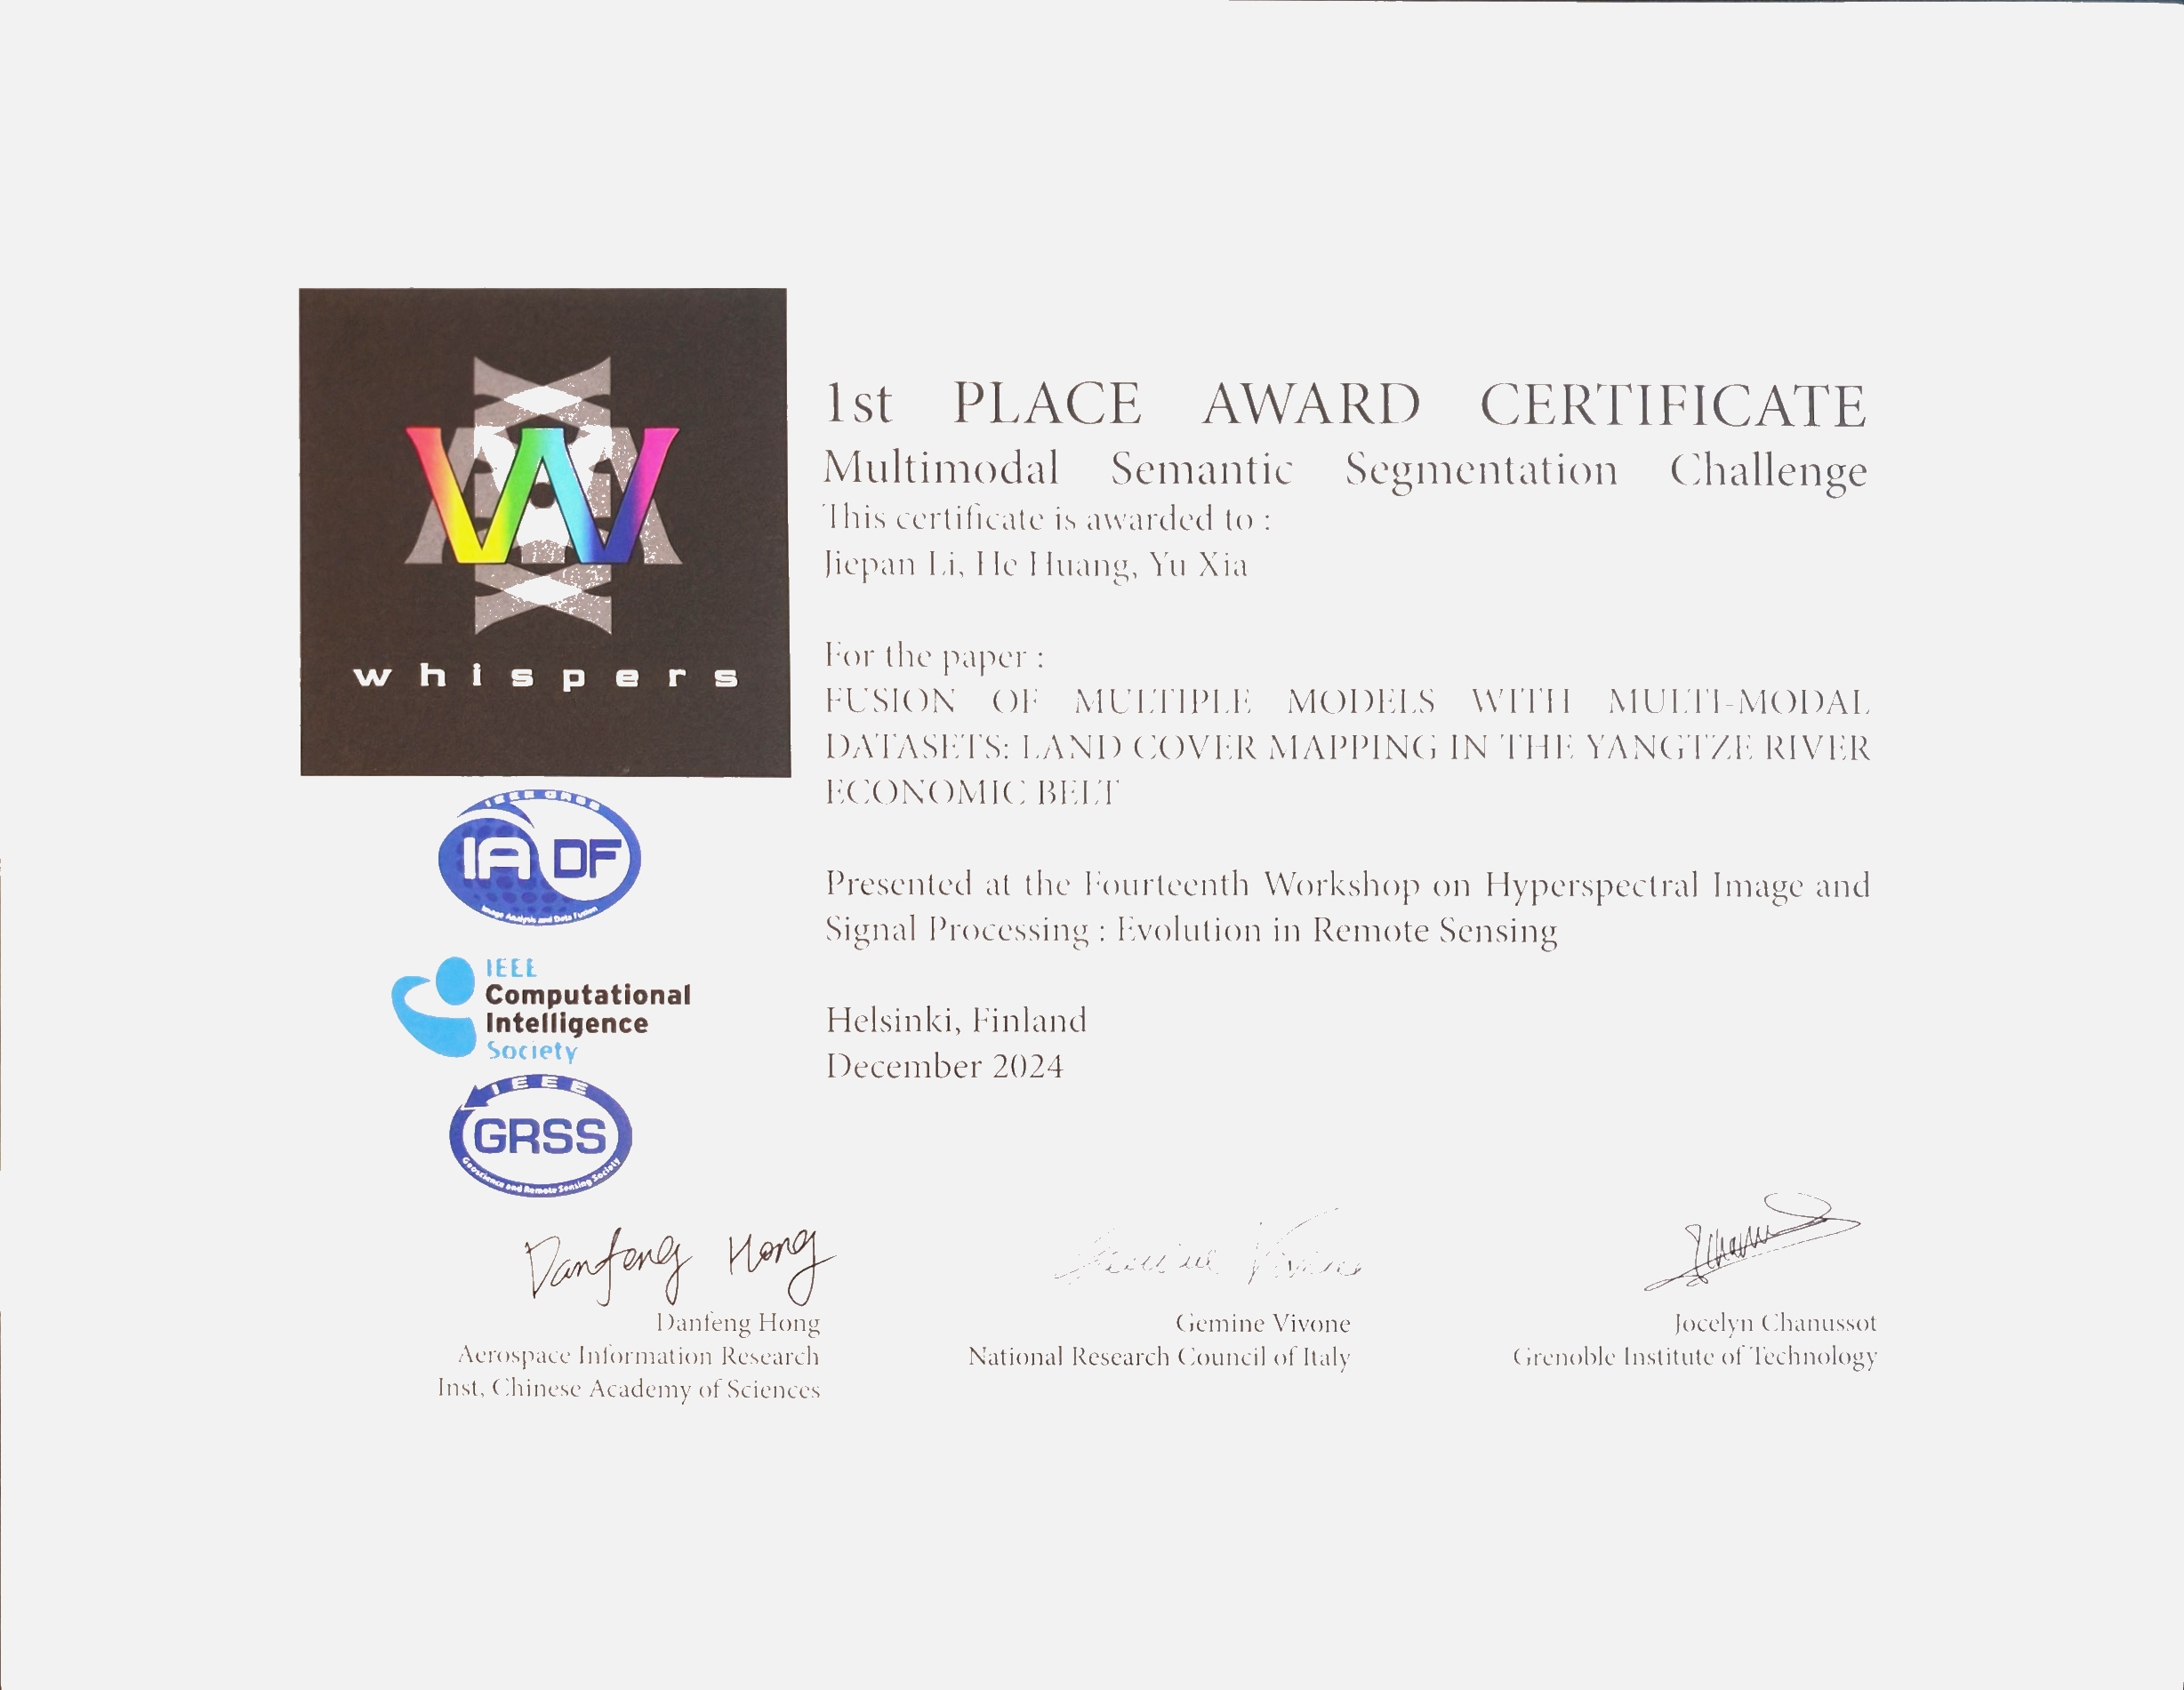 1st PLACE AWARD CERTIFICATE
Multimodal Semantic Segmentation Challenge
This certificate is awarded to :
Jiepan Li, He Huang, Yu Xia
For the paper :
FUSION OF MULTIPLE MODELS WITH MULTI-MODAL
DATASETS: LAND COVER MAPPING IN THE YANGTZE RIVER
ECONOMIC BELT
Presented at the Fourteenth Workshop on Hyperspectral Image and
Signal Processing : Evolution in Remote Sensing
Helsinki, Finland
December 2024
W
whispers
IEEE GRSS
IADF
Image Analysis and Data Fusion
IEEE
Computational
Intelligence
Society
IEEE
GRSS
Geoscience and Remote Sensing Society
Danfeng Hong
Danfeng Hong
Aerospace Information Research
Inst, Chinese Academy of Sciences
Gemine Vivone
Gemine Vivone
National Research Council of Italy
Jocelyn Chanussot
Grenoble Institute of Technology